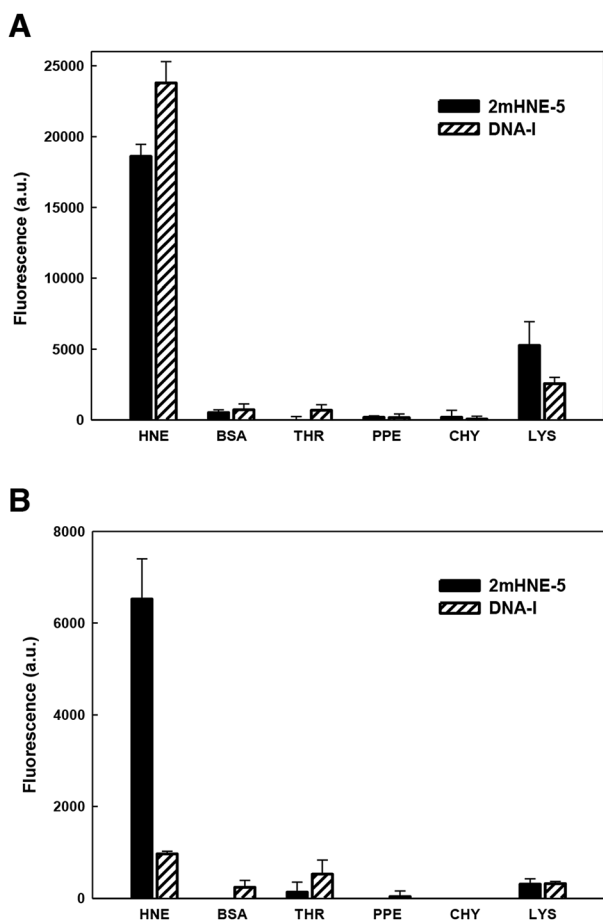 A
Fluorescence (a.u.)
25000
20000
15000
10000
5000
0
2mHNE-5
DNA-I
HNE BSA THR PPE CHY LYS
B
Fluorescence (a.u.)
8000
6000
4000
2000
0
2mHNE-5
DNA-I
HNE BSA THR PPE CHY LYS